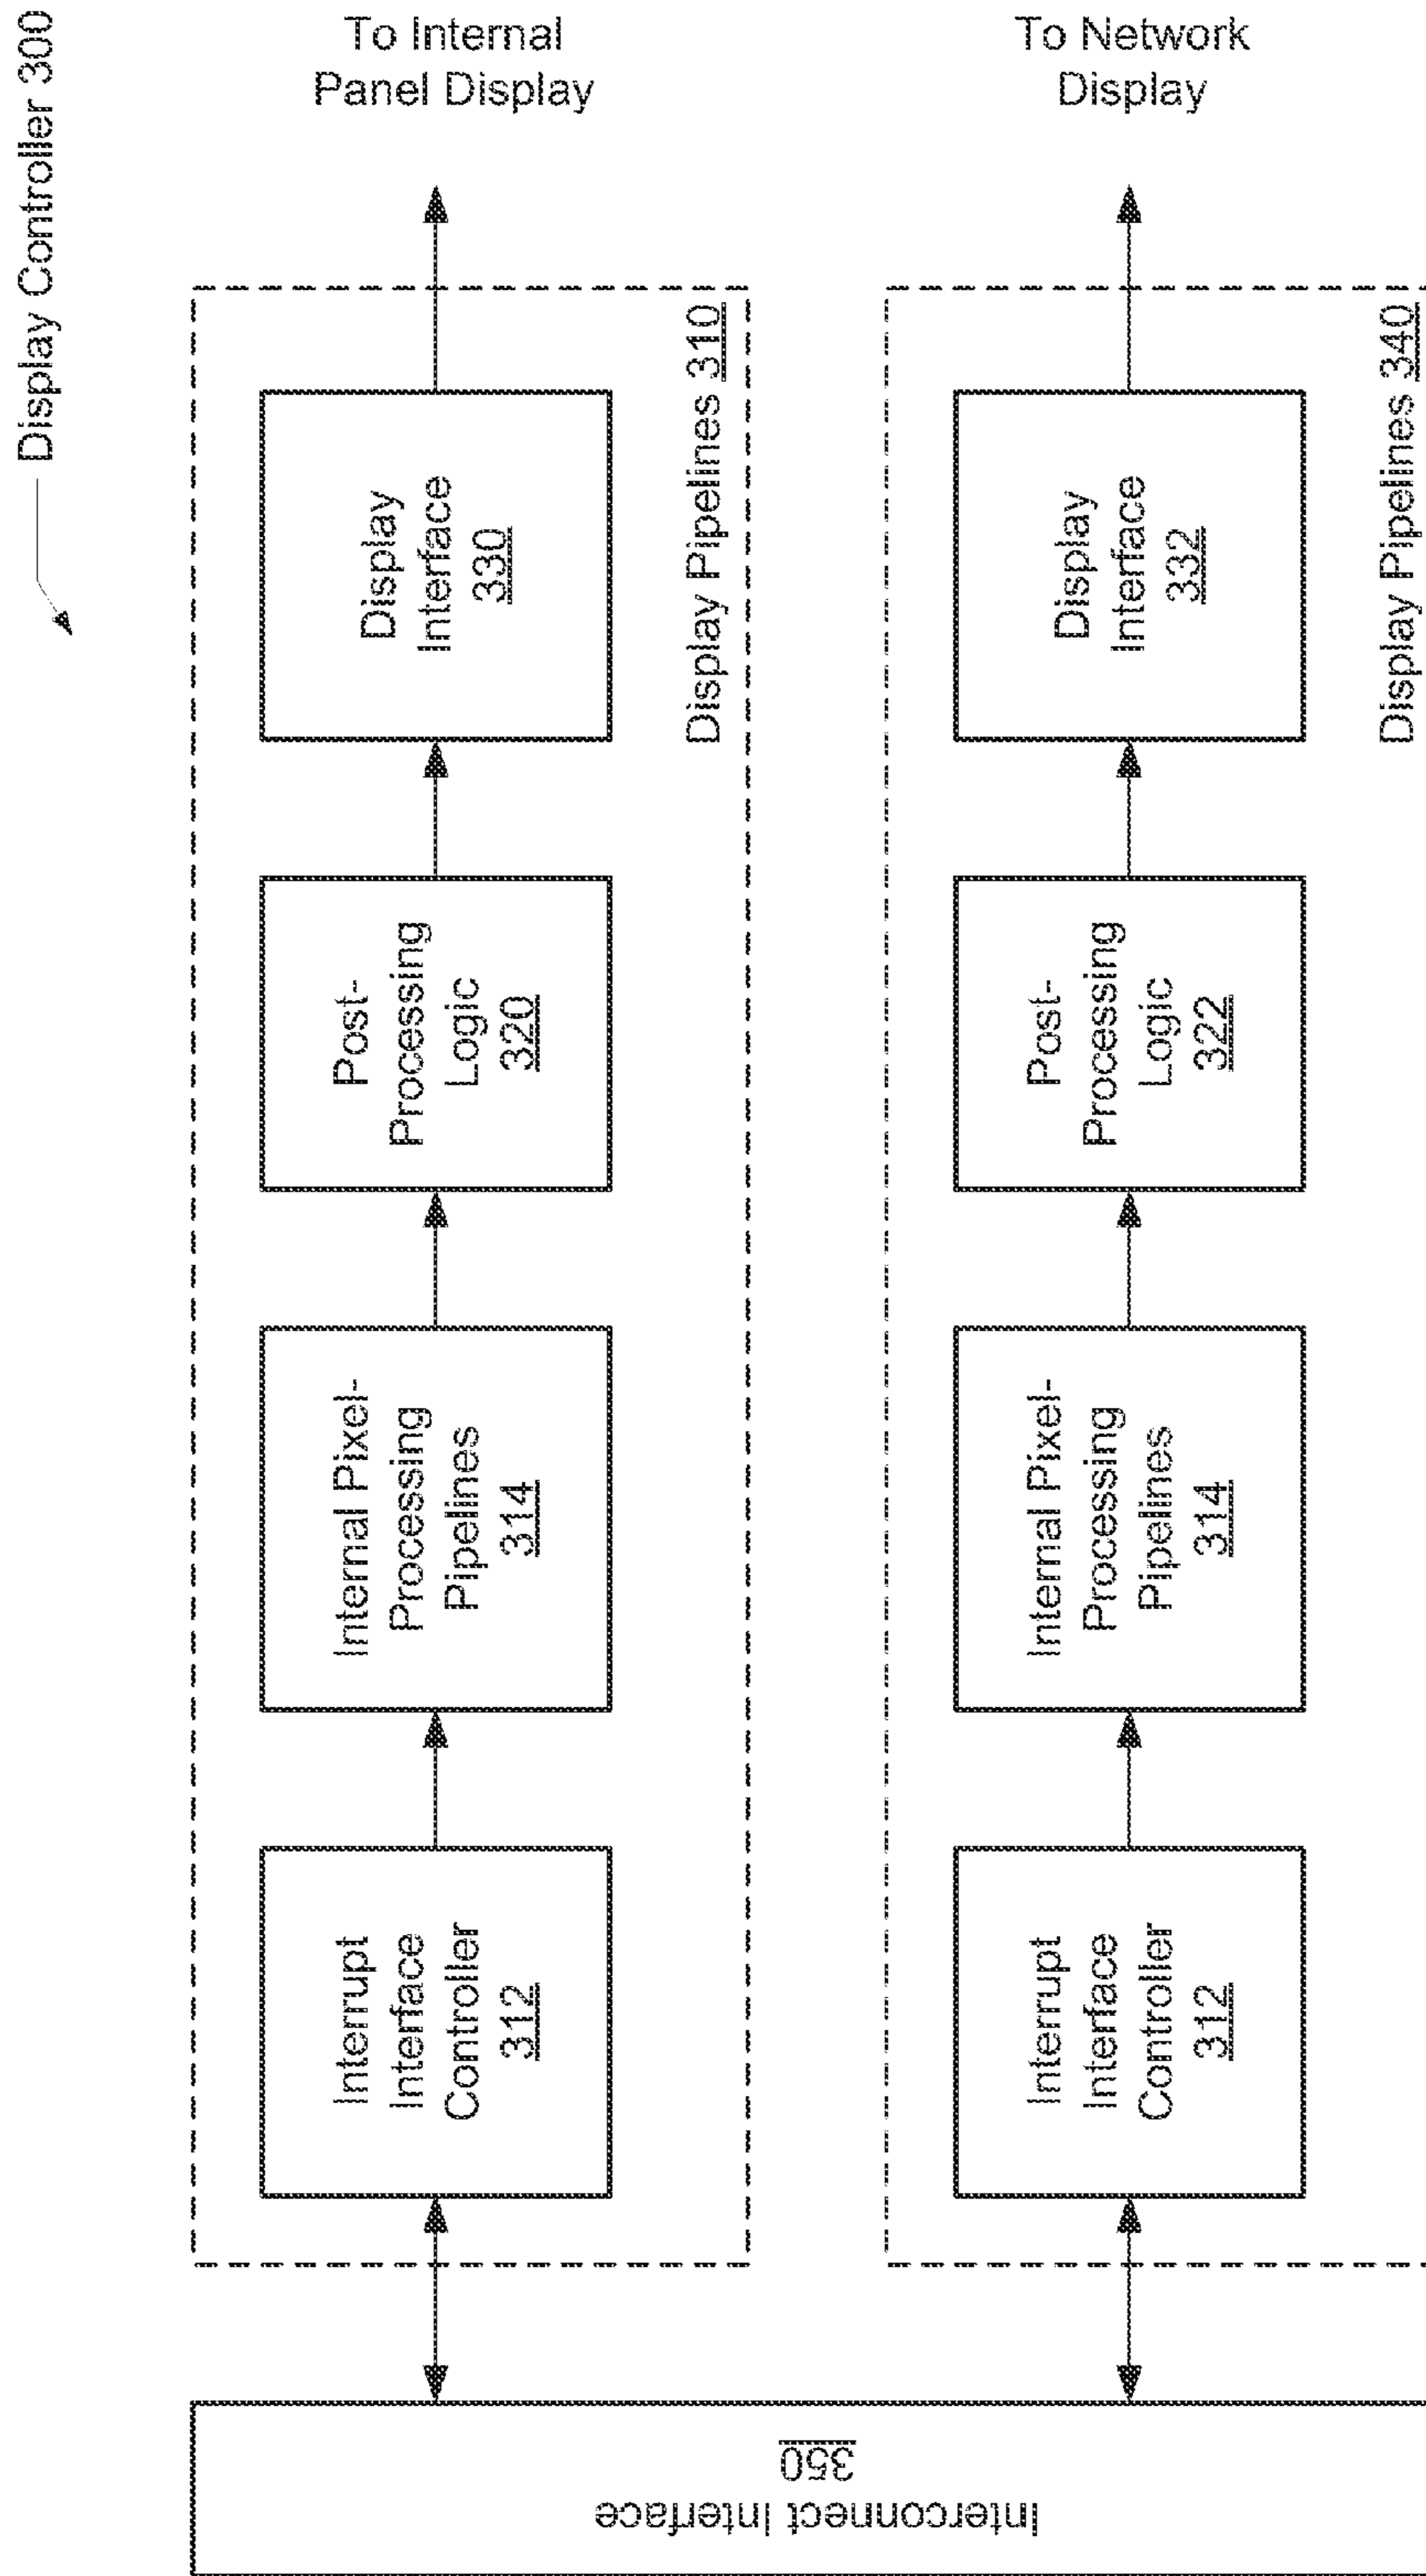 Display Controller 300
To Internal
Panel Display
To Network
Display
Display
Interface
330
Display Pipelines 310
Display
Interface
332
Display Pipelines 340
Post-
Processing
Logic
320
Post-
Processing
Logic
322
Internal Pixel-
Processing
Pipelines
314
Internal Pixel-
Processing
Pipelines
314
Interrupt
Interface
Controller
312
Interrupt
Interface
Controller
312
Interconnect Interface
350